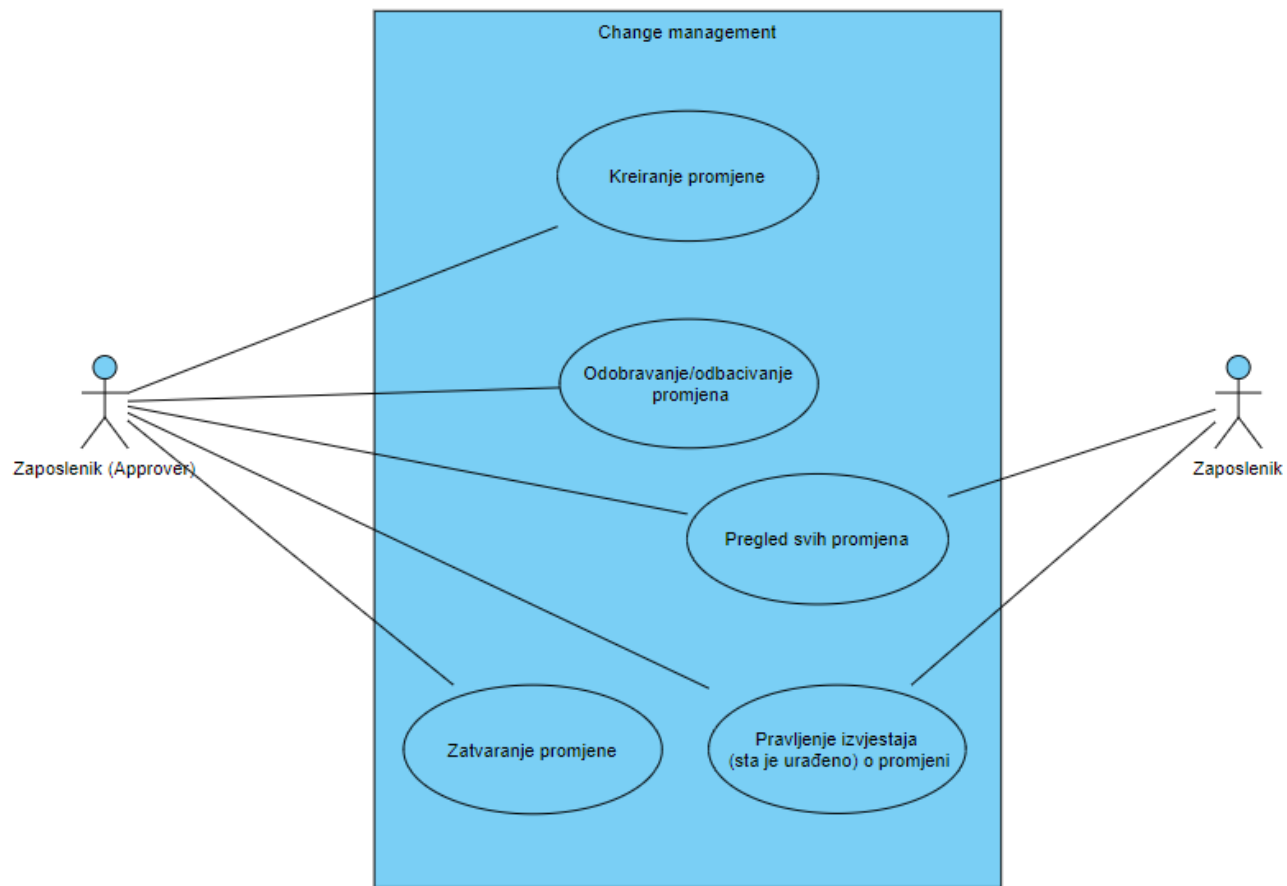 Change management
Kreiranje promjene
Odobravanje/odbacivanje
promjena
Zaposlenik (Approver)
Zaposlenik
Pregled svih promjena
Zatvaranje promjene
Pravljenje izvjestaja
(sta je urađeno) o promjeni